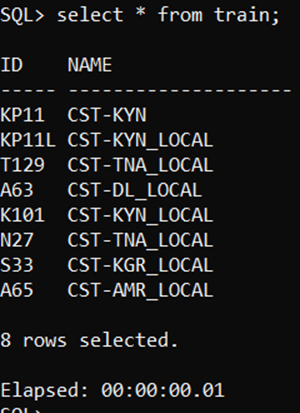 SQL> select * from train;
ID    NAME
----- --------------------
KP11  CST-KYN
KP11L CST-KYN_LOCAL
T129  CST-TNA_LOCAL
A63   CST-DL_LOCAL
K101  CST-KYN_LOCAL
N27   CST-TNA_LOCAL
S33   CST-KGR_LOCAL
A65   CST-AMR_LOCAL
8 rows selected.
Elapsed: 00:00:00.01
SQL>